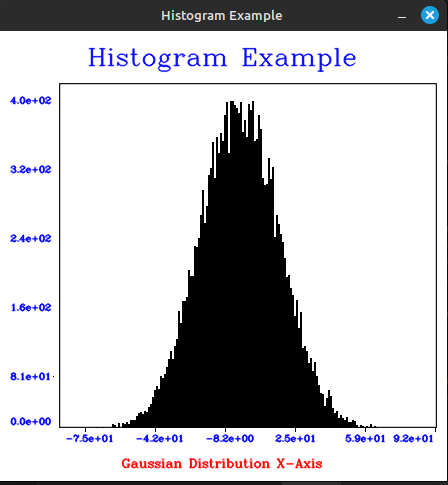 Histogram Example
Histogram Example
4.0e+02
3.2e+02
2.4e+02
1.6e+02
8.1e+01
0.0e+00
-7.5e+01 -4.2e+01 -8.2e+00 2.5e+01 5.9e+01 9.2e+01
Gaussian Distribution X-Axis